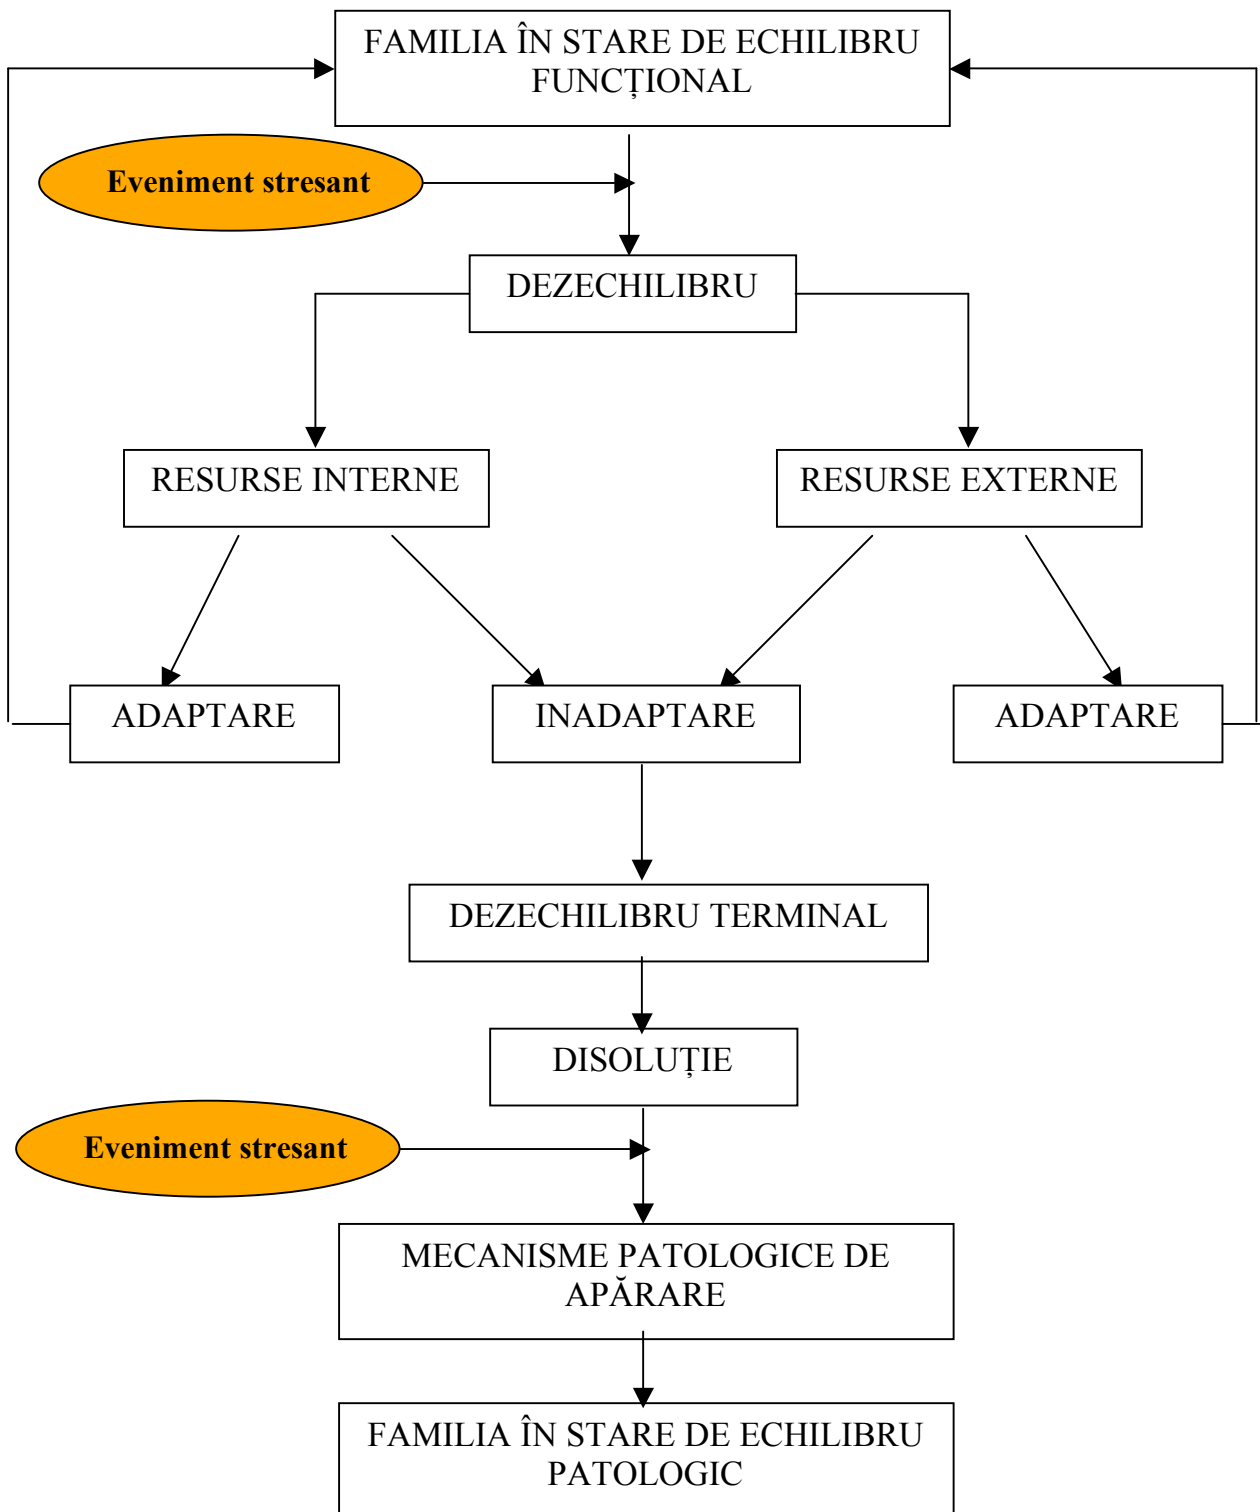 FAMILIA ÎN STARE DE ECHILIBRU
FUNCȚIONAL
Eveniment stresant
DEZECHILIBRU
RESURSE INTERNE
RESURSE EXTERNE
ADAPTARE
INADAPTARE
ADAPTARE
DEZECHILIBRU TERMINAL
DISOLUȚIE
Eveniment stresant
MECANISME PATOLOGICE DE
APĂRARE
FAMILIA ÎN STARE DE ECHILIBRU
PATOLOGIC